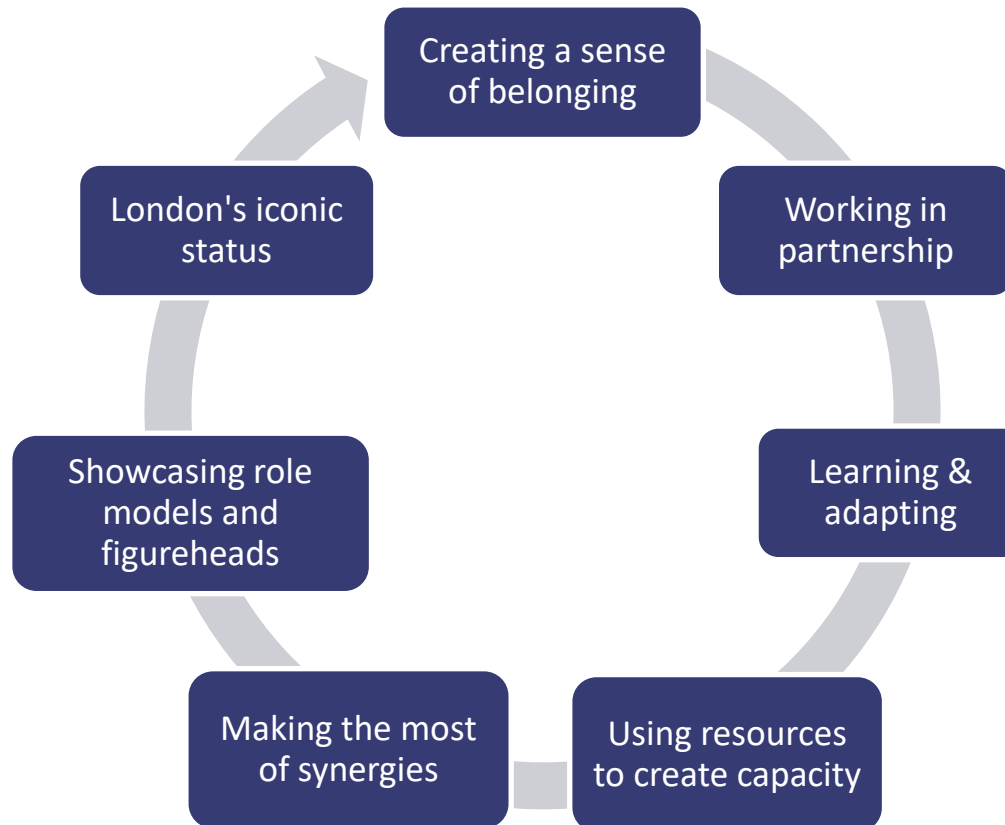 Creating a sense
of belonging
Working in
partnership
Learning &
adapting
Using resources
to create capacity
Making the most
of synergies
Showcasing role
models and
figureheads
London's iconic
status